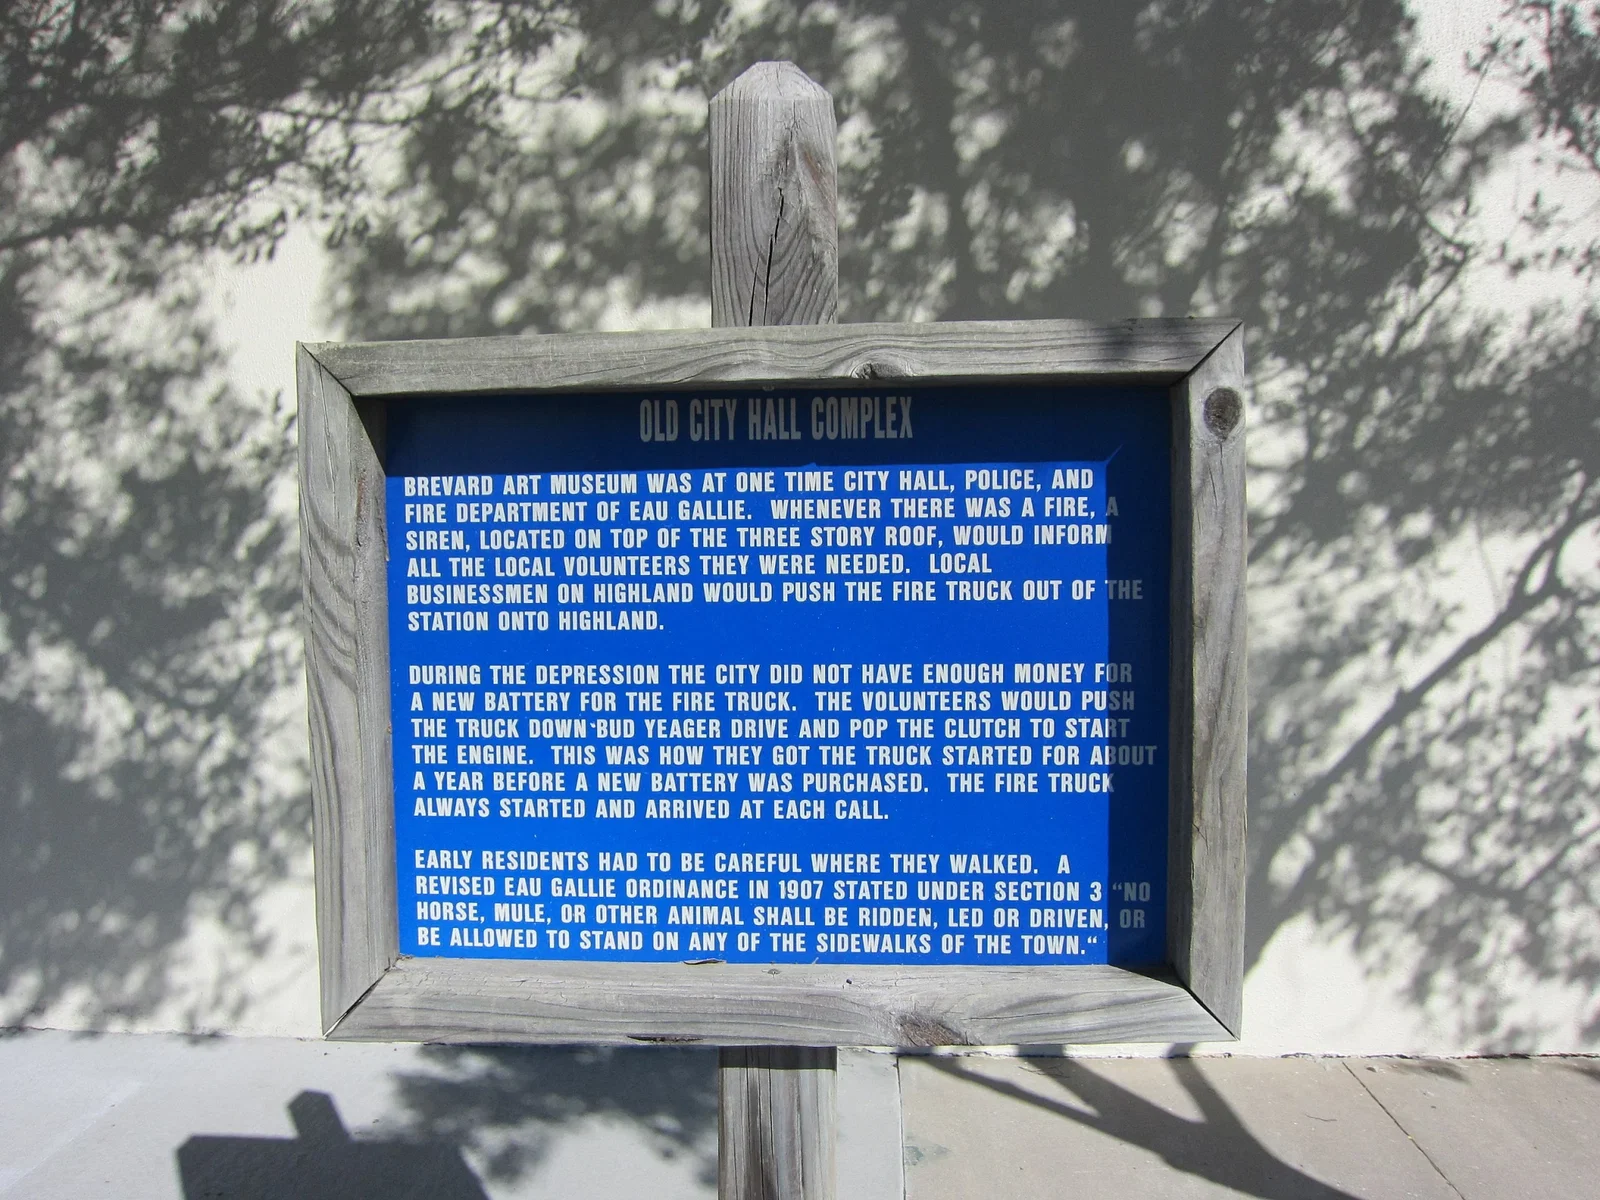 OLD CITY HALL COMPLEX
BREVARD ART MUSEUM WAS AT ONE TIME CITY HALL, POLICE, AND
FIRE DEPARTMENT OF EAU GALLIE. WHENEVER THERE WAS A FIRE, A
SIREN, LOCATED ON TOP OF THE THREE STORY ROOF, WOULD INFORM
ALL THE LOCAL VOLUNTEERS THEY WERE NEEDED. LOCAL
BUSINESSMEN ON HIGHLAND WOULD PUSH THE FIRE TRUCK OUT OF THE
STATION ONTO HIGHLAND.
DURING THE DEPRESSION THE CITY DID NOT HAVE ENOUGH MONEY FOR
A NEW BATTERY FOR THE FIRE TRUCK. THE VOLUNTEERS WOULD PUSH
THE TRUCK DOWN BUD YEAGER DRIVE AND POP THE CLUTCH TO START
THE ENGINE. THIS WAS HOW THEY GOT THE TRUCK STARTED FOR ABOUT
A YEAR BEFORE A NEW BATTERY WAS PURCHASED. THE FIRE TRUCK
ALWAYS STARTED AND ARRIVED AT EACH CALL.
EARLY RESIDENTS HAD TO BE CAREFUL WHERE THEY WALKED. A
REVISED EAU GALLIE ORDINANCE IN 1907 STATED UNDER SECTION 3 “NO
HORSE, MULE, OR OTHER ANIMAL SHALL BE RIDDEN, LED OR DRIVEN, OR
BE ALLOWED TO STAND ON ANY OF THE SIDEWALKS OF THE TOWN.“